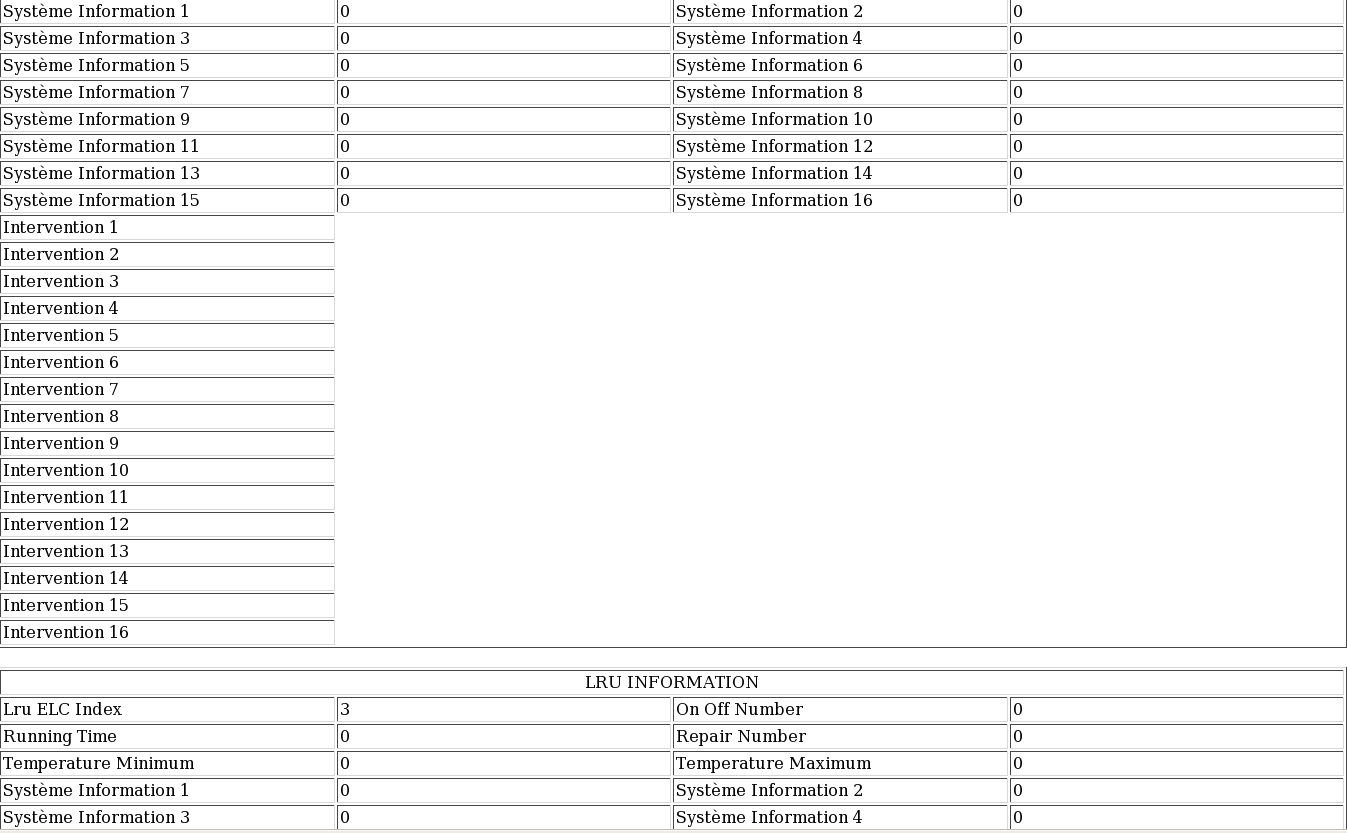 Système Information 1 0 Système Information 2 0
Système Information 3 0 Système Information 4 0
Système Information 5 0 Système Information 6 0
Système Information 7 0 Système Information 8 0
Système Information 9 0 Système Information 10 0
Système Information 11 0 Système Information 12 0
Système Information 13 0 Système Information 14 0
Système Information 15 0 Système Information 16 0
Intervention 1
Intervention 2
Intervention 3
Intervention 4
Intervention 5
Intervention 6
Intervention 7
Intervention 8
Intervention 9
Intervention 10
Intervention 11
Intervention 12
Intervention 13
Intervention 14
Intervention 15
Intervention 16
LRU INFORMATION
Lru ELC Index 3 On Off Number 0
Running Time 0 Repair Number 0
Temperature Minimum 0 Temperature Maximum 0
Système Information 1 0 Système Information 2 0
Système Information 3 0 Système Information 4 0